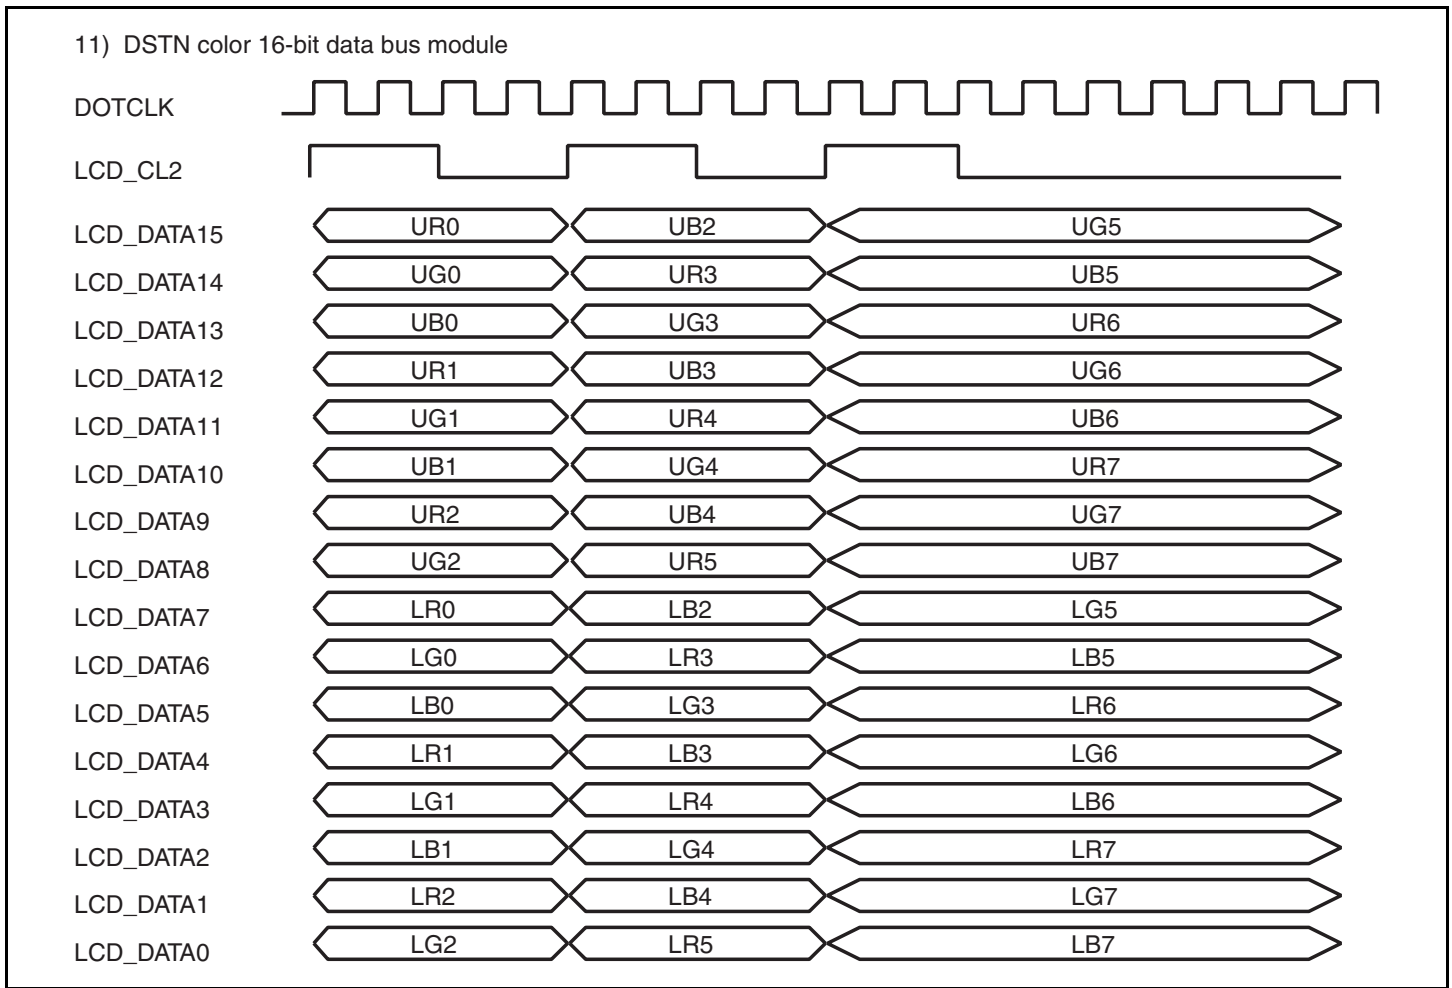 11) DSTN color 16-bit data bus module
DOTCLK
LCD_CL2
LCD_DATA15 UR0 UB2 UG5
LCD_DATA14 UG0 UR3 UB5
LCD_DATA13 UB0 UG3 UR6
LCD_DATA12 UR1 UB3 UG6
LCD_DATA11 UG1 UR4 UB6
LCD_DATA10 UB1 UG4 UR7
LCD_DATA9 UR2 UB4 UG7
LCD_DATA8 UG2 UR5 UB7
LCD_DATA7 LR0 LB2 LG5
LCD_DATA6 LG0 LR3 LB5
LCD_DATA5 LB0 LG3 LR6
LCD_DATA4 LR1 LB3 LG6
LCD_DATA3 LG1 LR4 LB6
LCD_DATA2 LB1 LG4 LR7
LCD_DATA1 LR2 LB4 LG7
LCD_DATA0 LG2 LR5 LB7